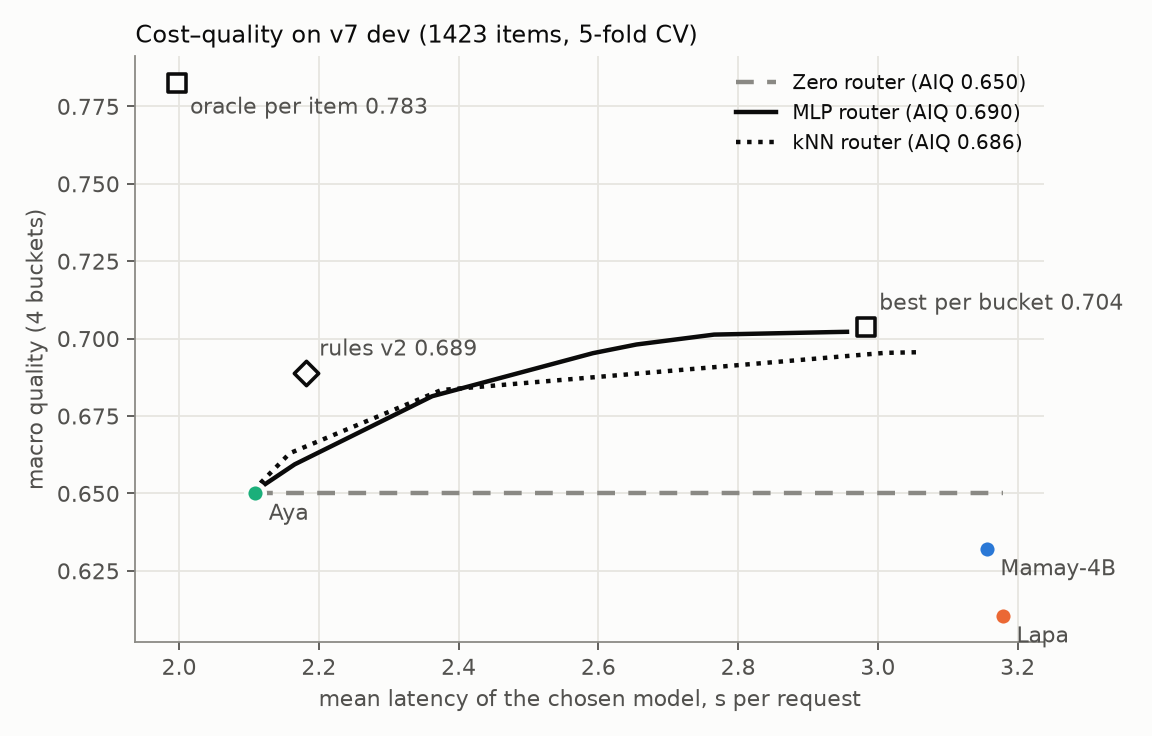 Cost–quality on v7 dev (1423 items, 5-fold CV)
Zero router (AIQ 0.650)
MLP router (AIQ 0.690)
kNN router (AIQ 0.686)
oracle per item 0.783
best per bucket 0.704
rules v2 0.689
Aya
Mamay-4B
Lapa
macro quality (4 buckets)
0.775
0.750
0.725
0.700
0.675
0.650
0.625
2.0 2.2 2.4 2.6 2.8 3.0 3.2
mean latency of the chosen model, s per request